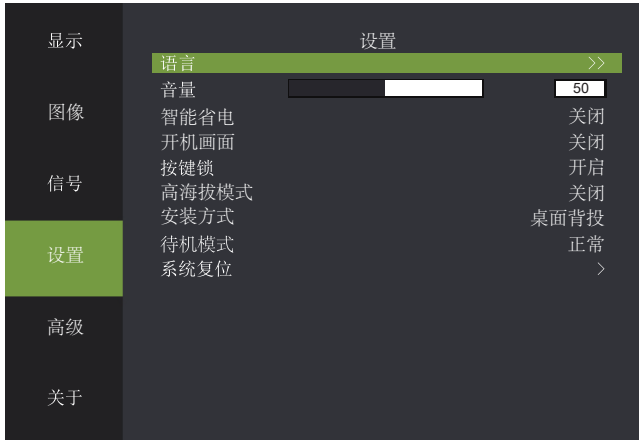 显示
图像
信号
设置
高级
关于
设置
语言 >>
音量 50
智能省电 关闭
开机画面 关闭
按键锁 开启
高海拔模式 关闭
安装方式 桌面背投
待机模式 正常
系统复位 >